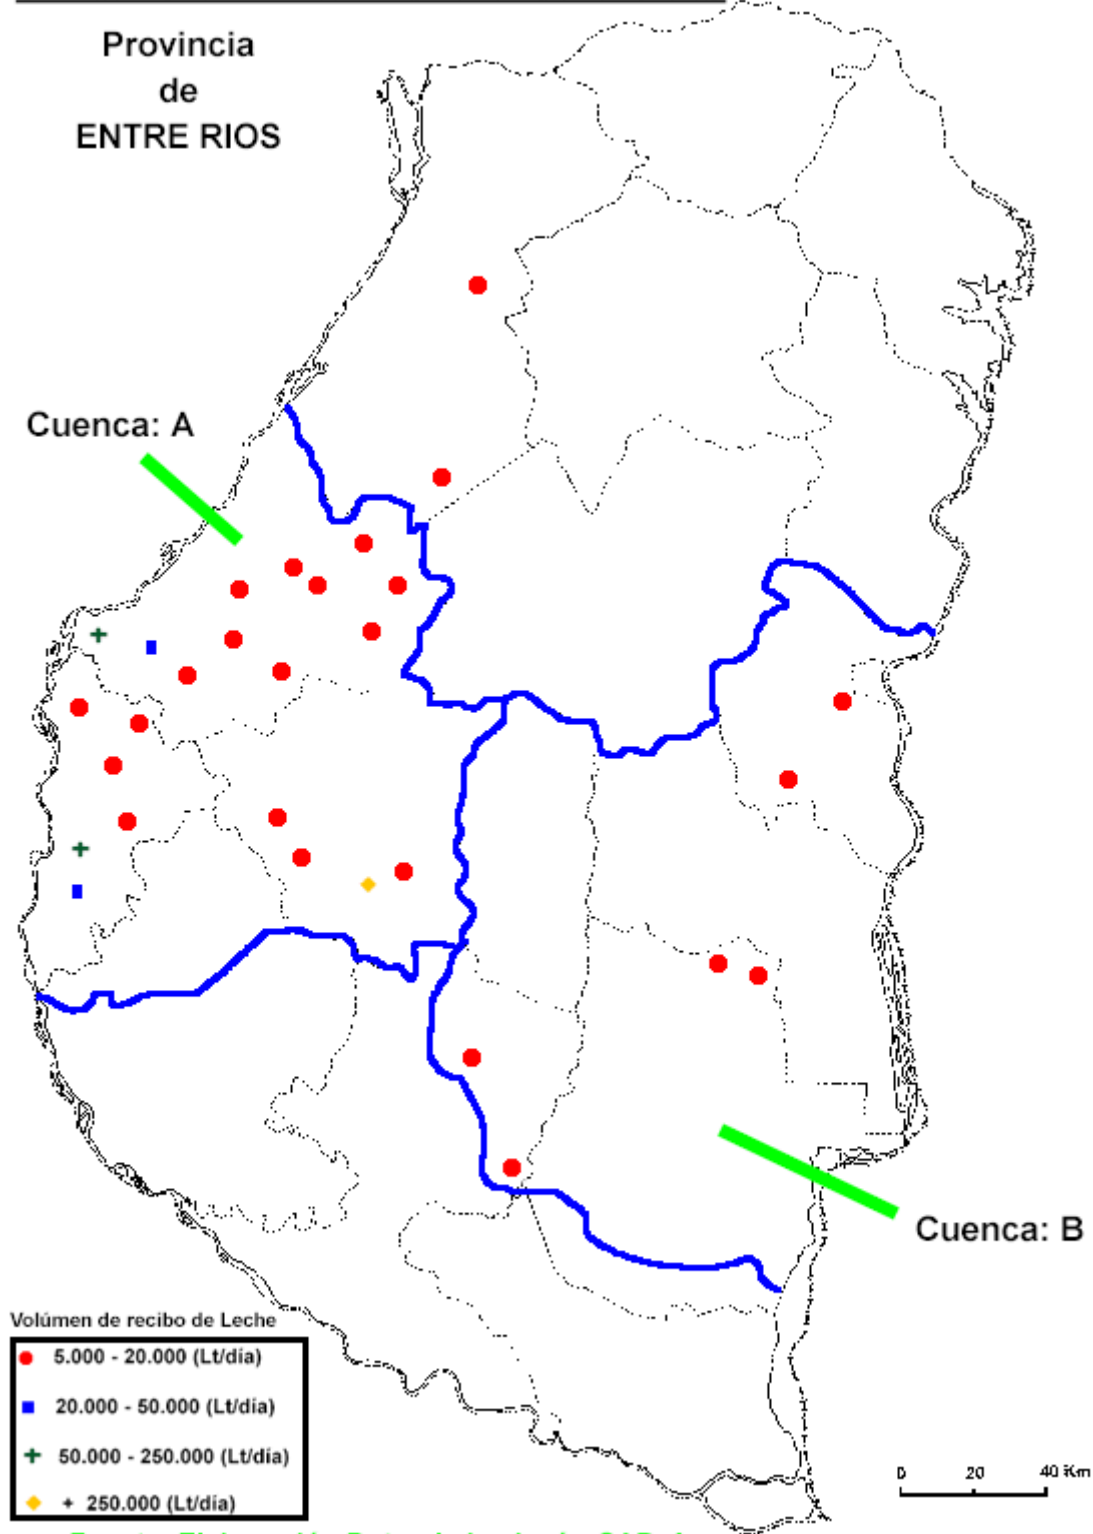 Provincia
de
ENTRE RIOS
Cuenca: A
Cuenca: B
Volúmen de recibo de Leche
5.000 - 20.000 (Lt/día)
20.000 - 50.000 (Lt/día)
50.000 - 250.000 (Lt/día)
+ 250.000 (Lt/día)
0 20 40 Km